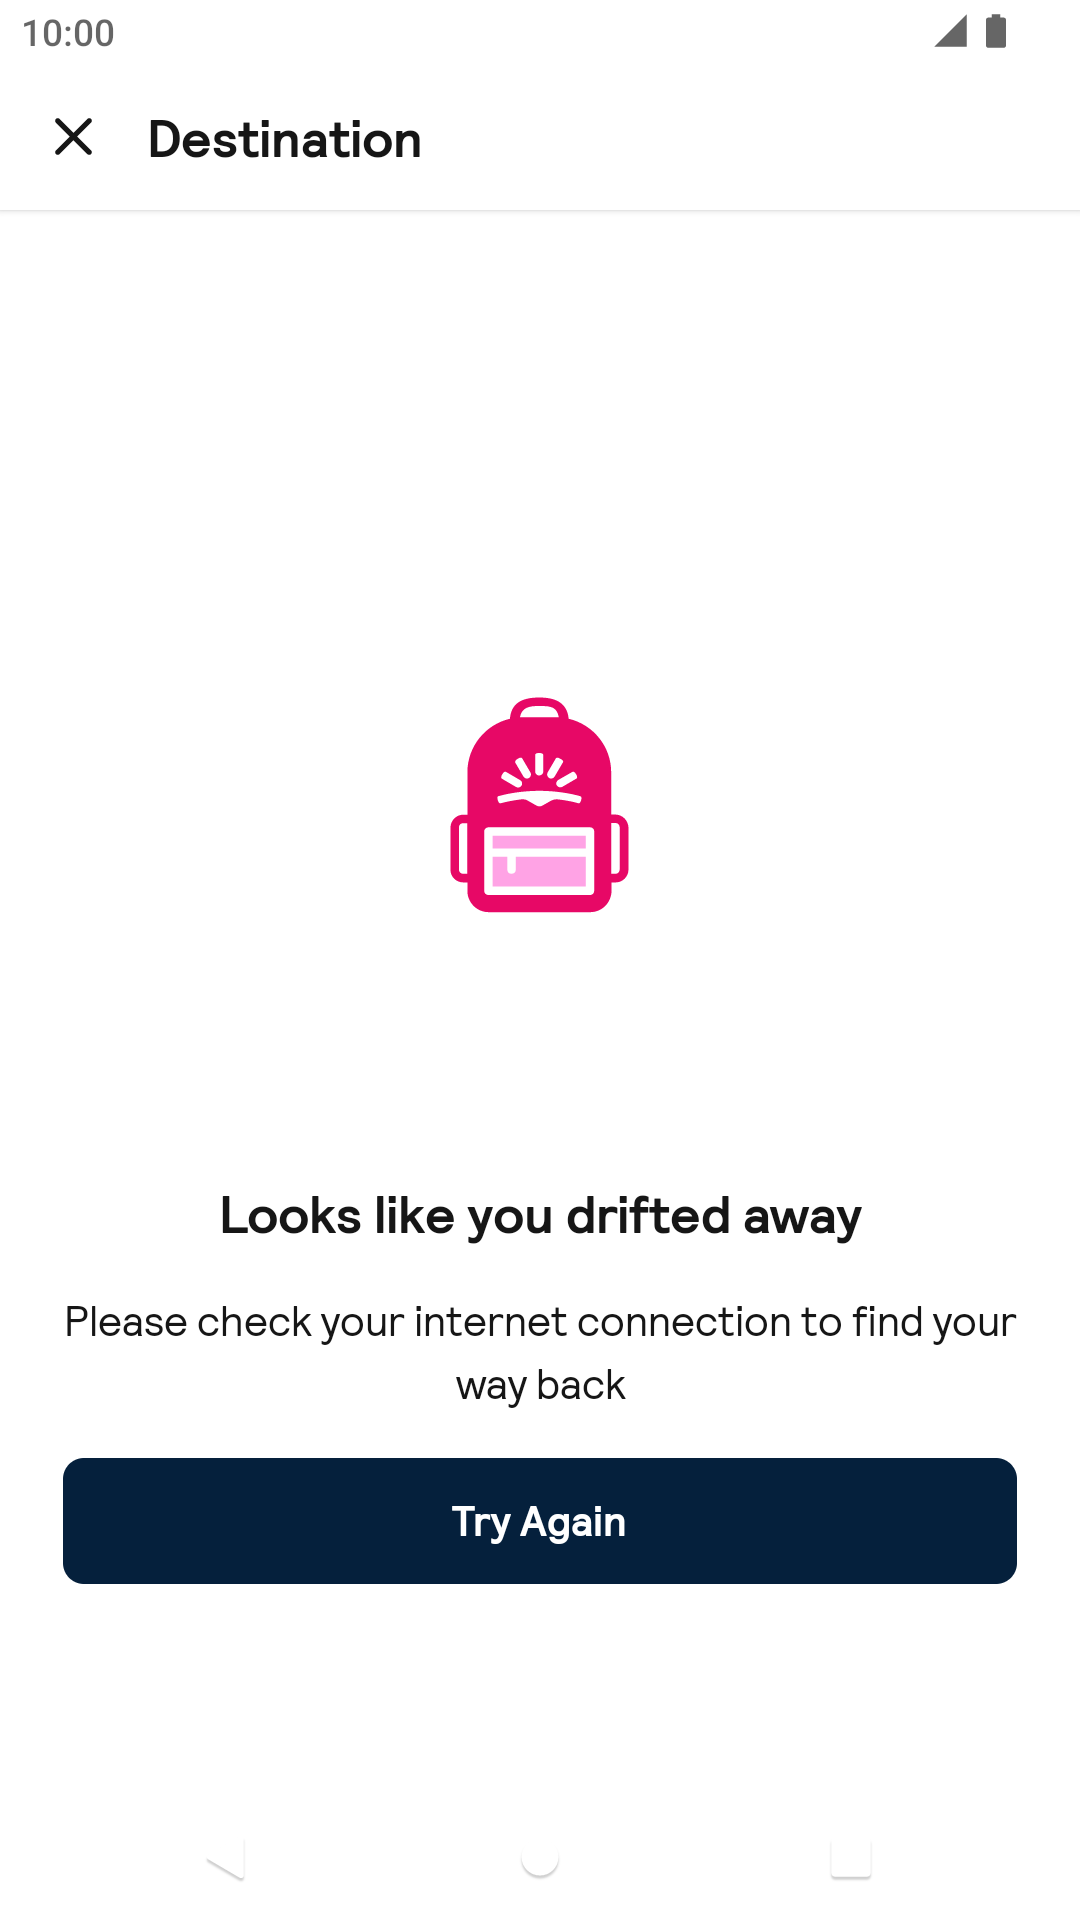 10:00
Destination
Looks like you drifted away
Please check your internet connection to find your
way back
Try Again